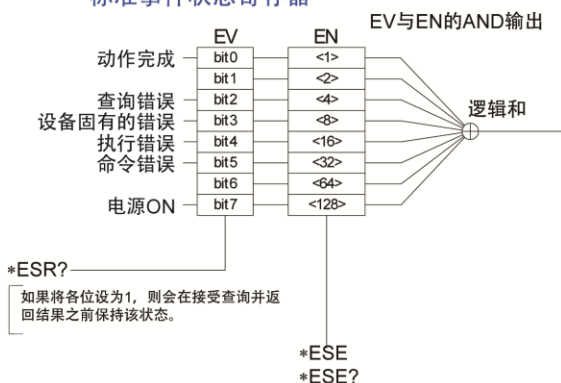 标准事件状态寄存器
EV与EN的AND输出
EV EN
动作完成 bit0 <1>
bit1 <2>
查询错误 bit2 <4>
设备固有的错误 bit3 <8>
执行错误 bit4 <16>
命令错误 bit5 <32>
bit6 <64>
电源ON bit7 <128>
逻辑和
*ESR?
如果将各位设为1，则会在接受查询并返
回结果之前保持该状态。
*ESE
*ESE?